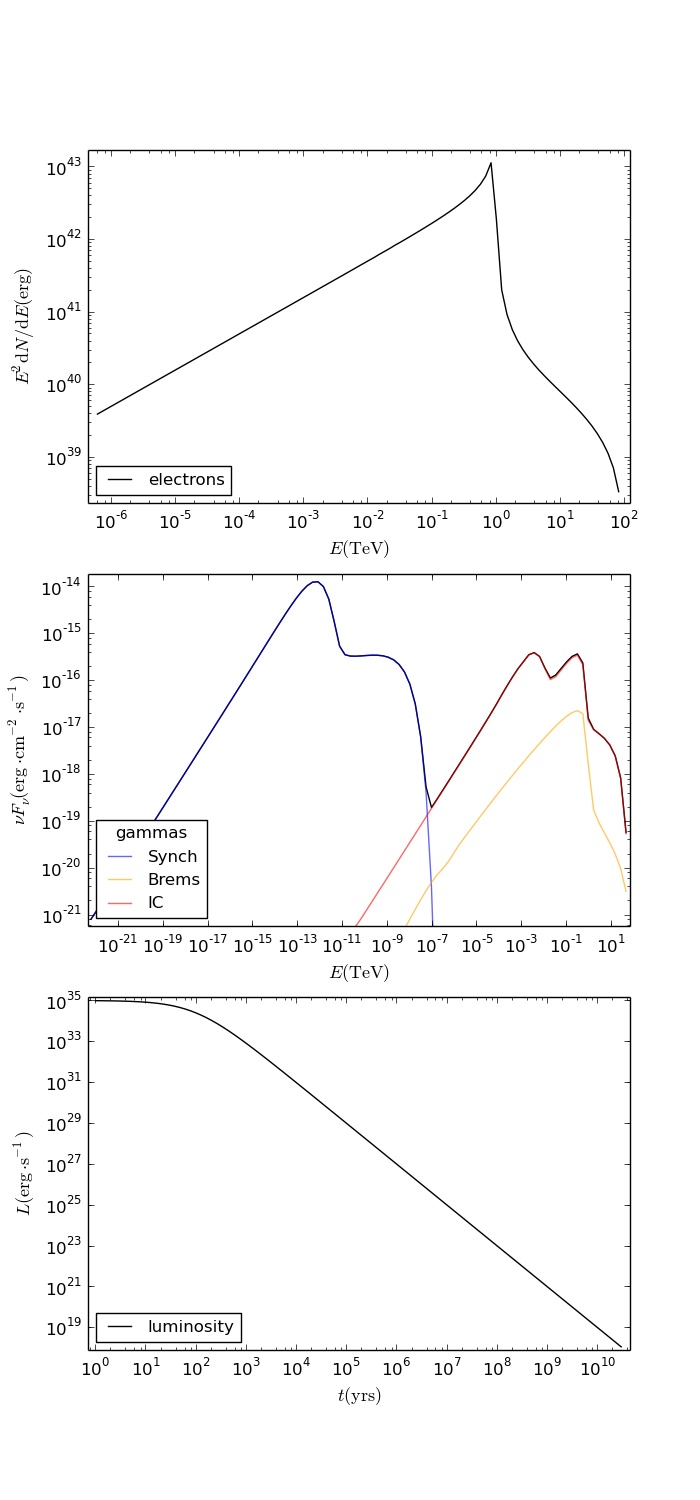 10^43
10^42
10^41
10^40
10^39
E^2 dN/dE(erg)
electrons
10^-6 10^-5 10^-4 10^-3 10^-2 10^-1 10^0 10^1 10^2
E(TeV)
10^-14
10^-15
10^-16
10^-17
10^-18
10^-19
10^-20
10^-21
νF_ν(erg·cm^-2·s^-1)
gammas
Synch
Brems
IC
10^-21 10^-19 10^-17 10^-15 10^-13 10^-11 10^-9 10^-7 10^-5 10^-3 10^-1 10^1
E(TeV)
10^35
10^33
10^31
10^29
10^27
10^25
10^23
10^21
10^19
L(erg·s^-1)
luminosity
10^0 10^1 10^2 10^3 10^4 10^5 10^6 10^7 10^8 10^9 10^10
t(yrs)